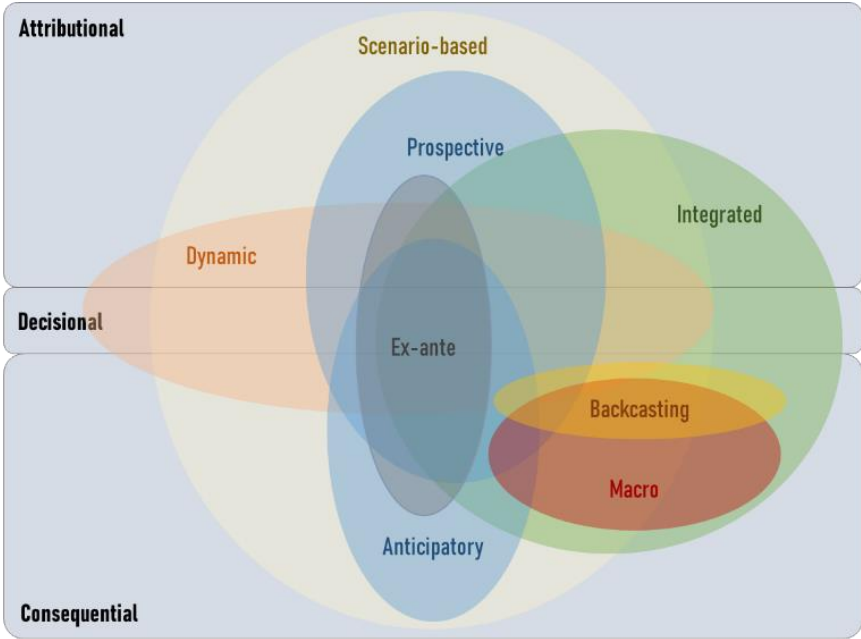 Attributional
Scenario-based
Prospective
Integrated
Dynamic
Decisional
Ex-ante
Backcasting
Macro
Anticipatory
Consequential